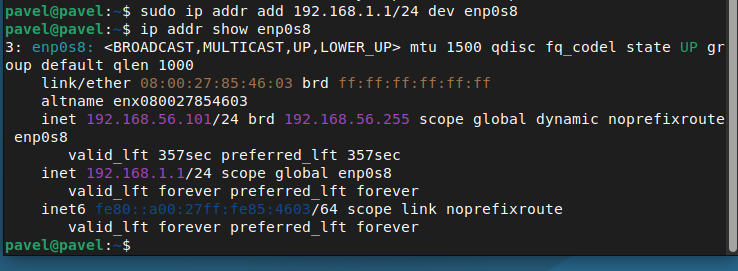 pavel@pavel:~$ sudo ip addr add 192.168.1.1/24 dev enp0s8
pavel@pavel:~$ ip addr show enp0s8
3: enp0s8: <BROADCAST,MULTICAST,UP,LOWER_UP> mtu 1500 qdisc fq_codel state UP gr
oup default qlen 1000
    link/ether 08:00:27:85:46:03 brd ff:ff:ff:ff:ff:ff
    altname enx080027854603
    inet 192.168.56.101/24 brd 192.168.56.255 scope global dynamic noprefixroute
 enp0s8
       valid_lft 357sec preferred_lft 357sec
    inet 192.168.1.1/24 scope global enp0s8
       valid_lft forever preferred_lft forever
    inet6 fe80::a00:27ff:fe85:4603/64 scope link noprefixroute
       valid_lft forever preferred_lft forever
pavel@pavel:~$